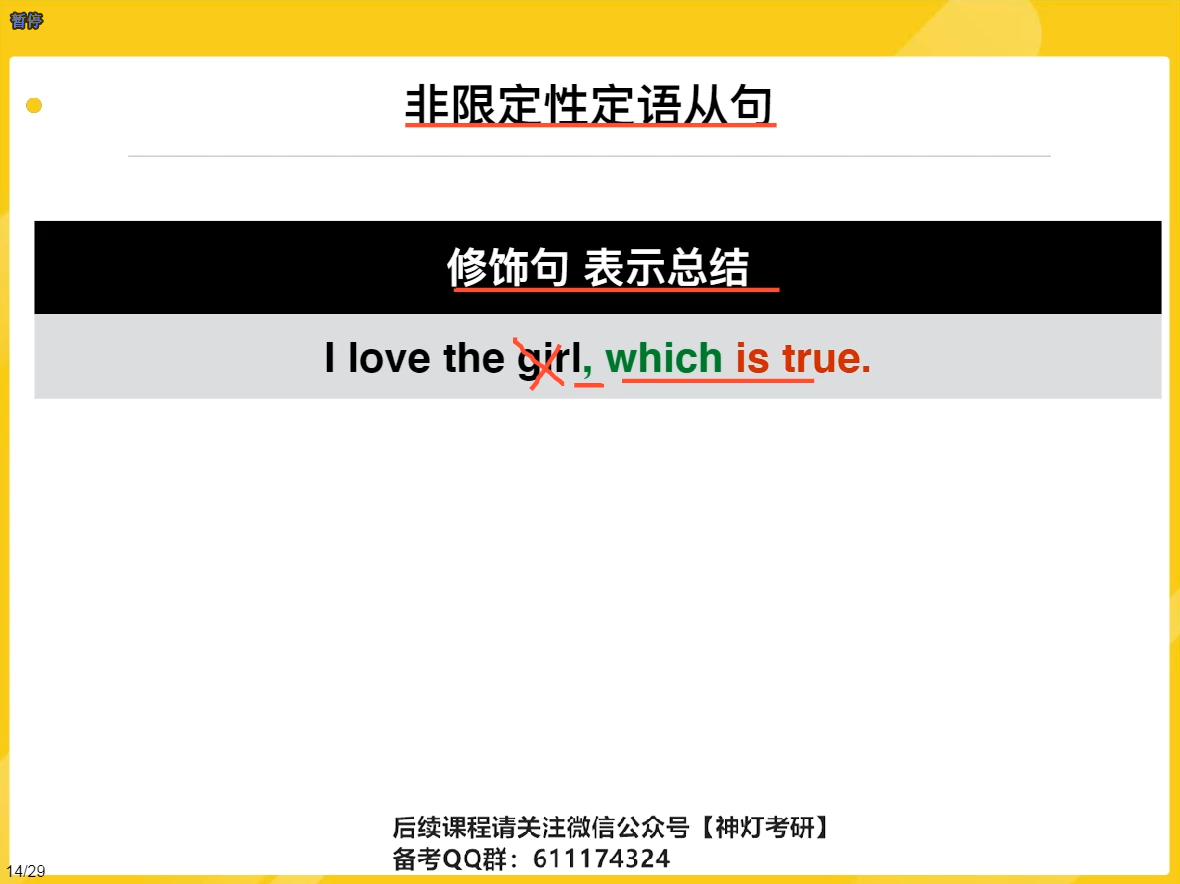 暂停
非限定性定语从句
修饰句 表示总结
I love the girl, which is true.
后续课程请关注微信公众号【神灯考研】
备考QQ群：611174324
14/29